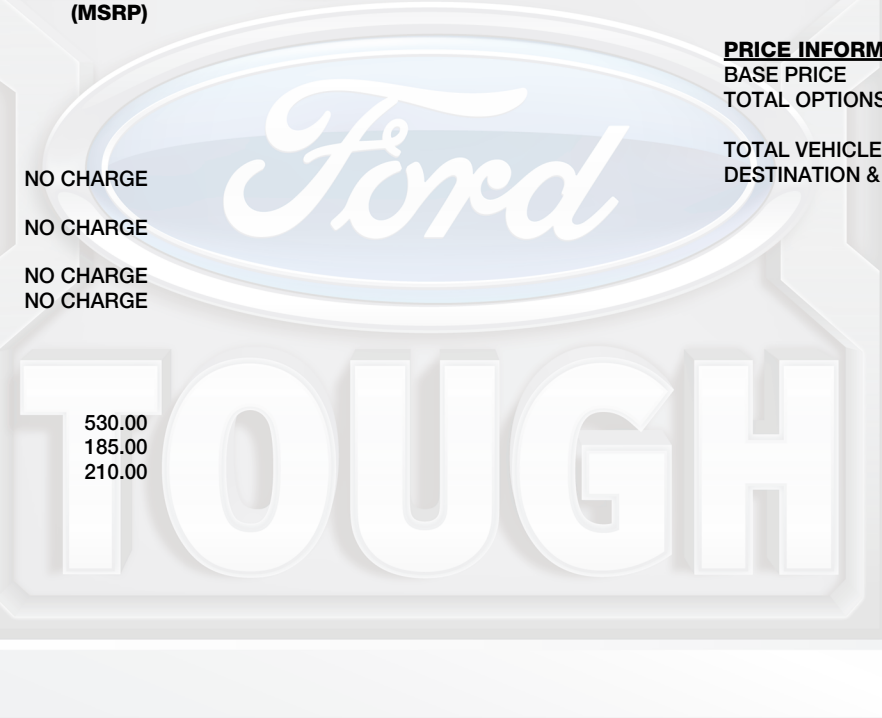 (MSRP)
NO CHARGE
NO CHARGE
NO CHARGE
NO CHARGE
530.00
185.00
210.00
PRICE INFORM
BASE PRICE
TOTAL OPTIONS
TOTAL VEHICLE
DESTINATION &
Ford
TOUGH